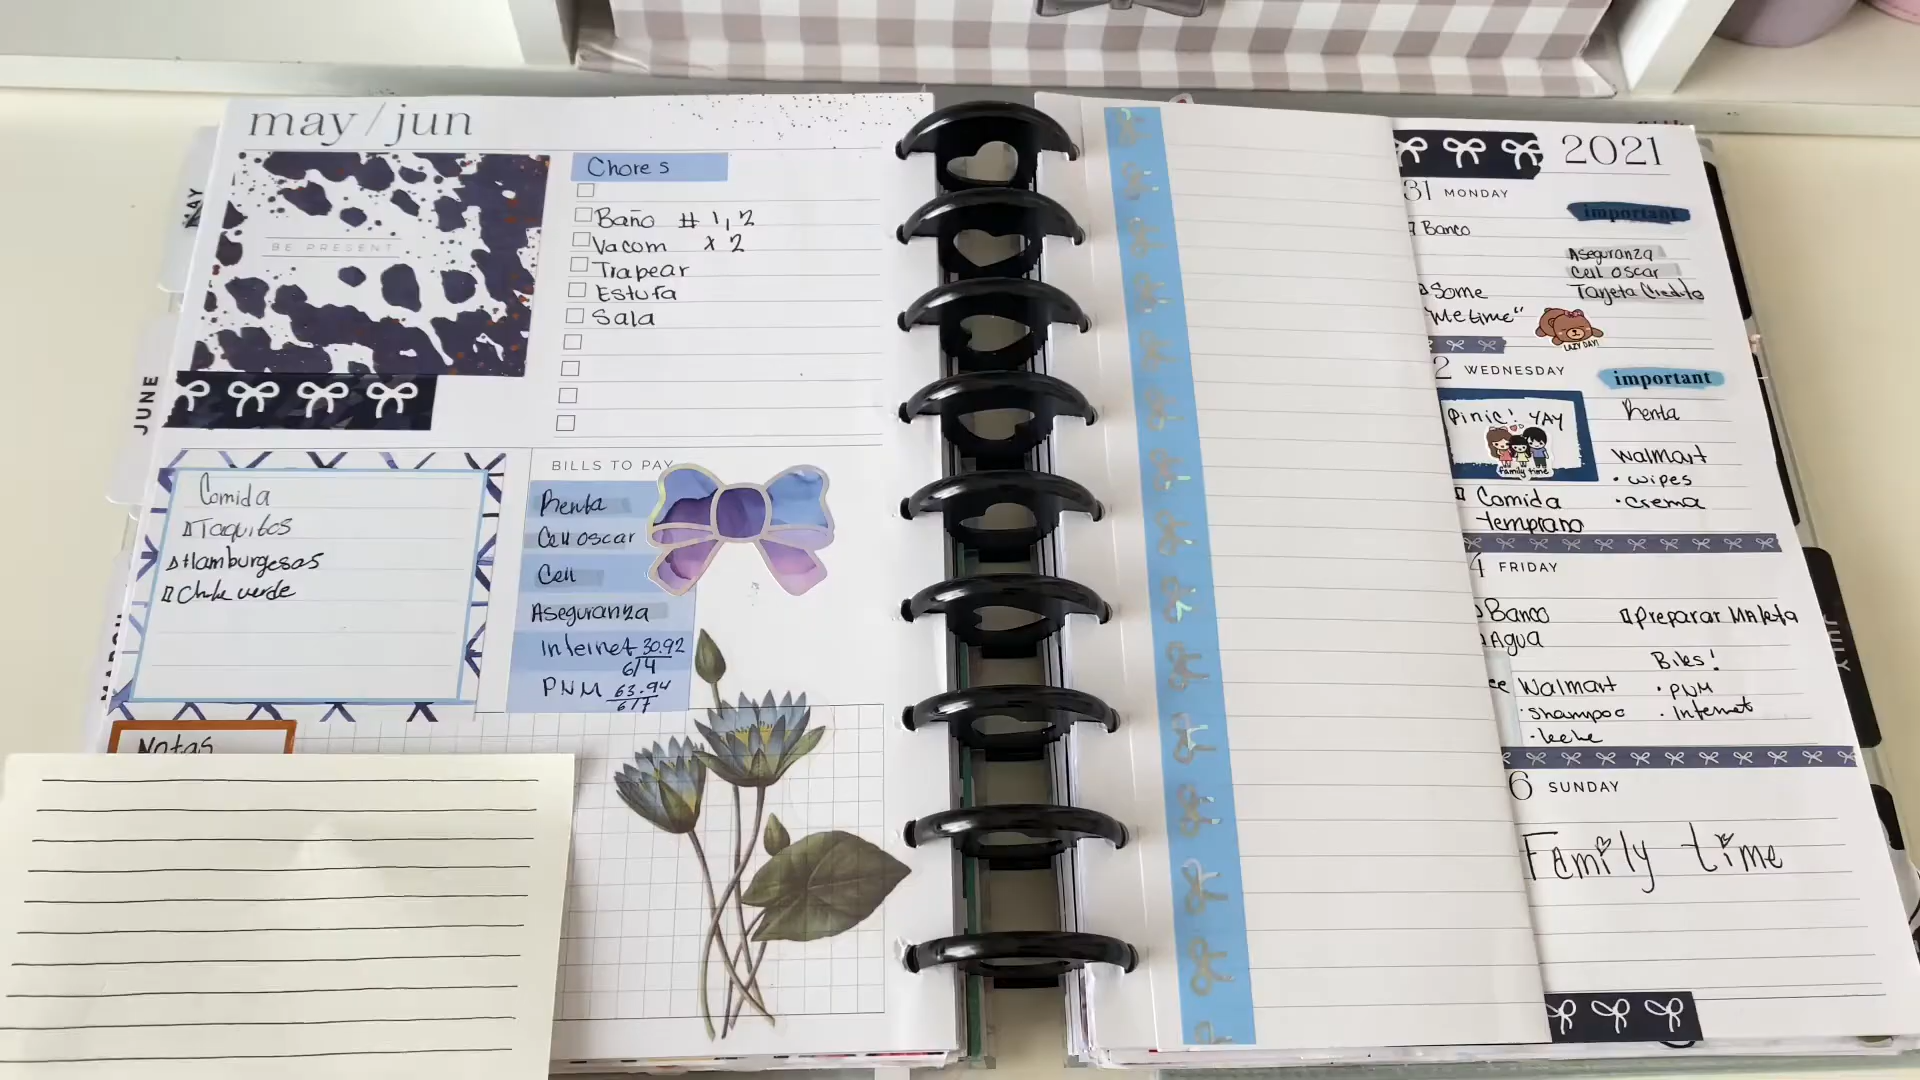 may / jun
BE PRESENT
Chores
Baño # 1,2
Vacom x 2
Trapear
Estufa
Sala
MAY
JUNE
Comida
Taquitos
Hamburgesas
Chile verde
BILLS TO PAY
Renta
Cell oscar
Cell
Aseguranza
Internet 30.92
6/4
PNM 63.94
6/7
Notas
2021
31 MONDAY
important
Banco
Aseguranza
Cell oscar
Tarjeta Credito
Some
"Me time"
LAZY DAY!
2 WEDNESDAY
important
Pinic! YAY
family time
Renta
Walmart
• wipes
• crema
Comida
temprano
4 FRIDAY
Banco
Agua
Preparar Maleta
Biles!
• PNM
• Internet
Walmart
• Shampoo
• leche
6 SUNDAY
Family time
JULY